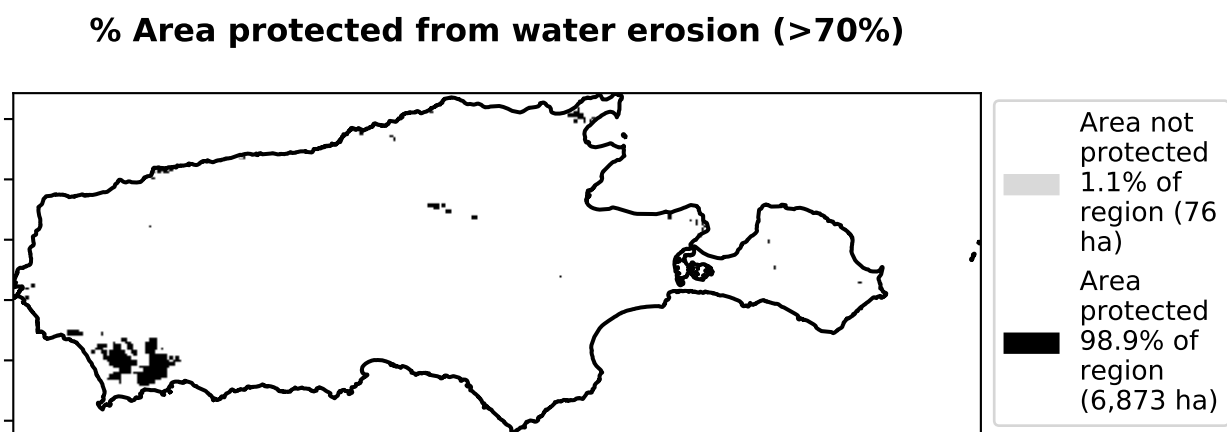 % Area protected from water erosion (>70%)
Area not
protected
1.1% of
region (76
ha)
Area
protected
98.9% of
region
(6,873 ha)